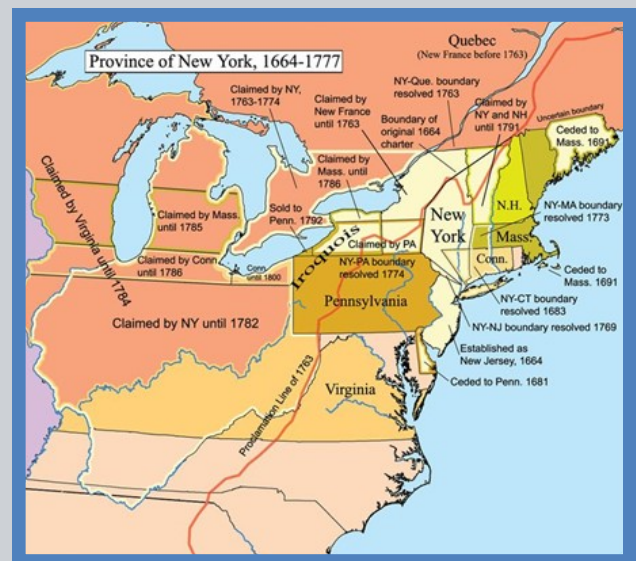 Province of New York, 1664-1777
Quebec
(New France before 1763)
Claimed by NY,
1763-1774
Claimed by
New France
until 1763
NY-Que. boundary
resolved 1763
Boundary of
original 1664
charter
Claimed by
NY and NH
until 1791
Uncertain boundary
Ceded to
Mass. 1691
Claimed by Virginia until 1784
Claimed by Mass.
until 1785
Claimed by
Mass. until
1786
Sold to
Penn. 1792
Claimed by Conn.
until 1786
Conn.
until 1800
Iroquois
Claimed by PA
NY-PA boundary
resolved 1774
New
York
N.H.
Mass.
Conn.
NY-MA boundary
resolved 1773
Ceded to
Mass. 1691
NY-CT boundary
resolved 1683
NY-NJ boundary resolved 1769
Established as
New Jersey, 1664
Ceded to Penn. 1681
Pennsylvania
Claimed by NY until 1782
Virginia
Proclamation Line of 1763